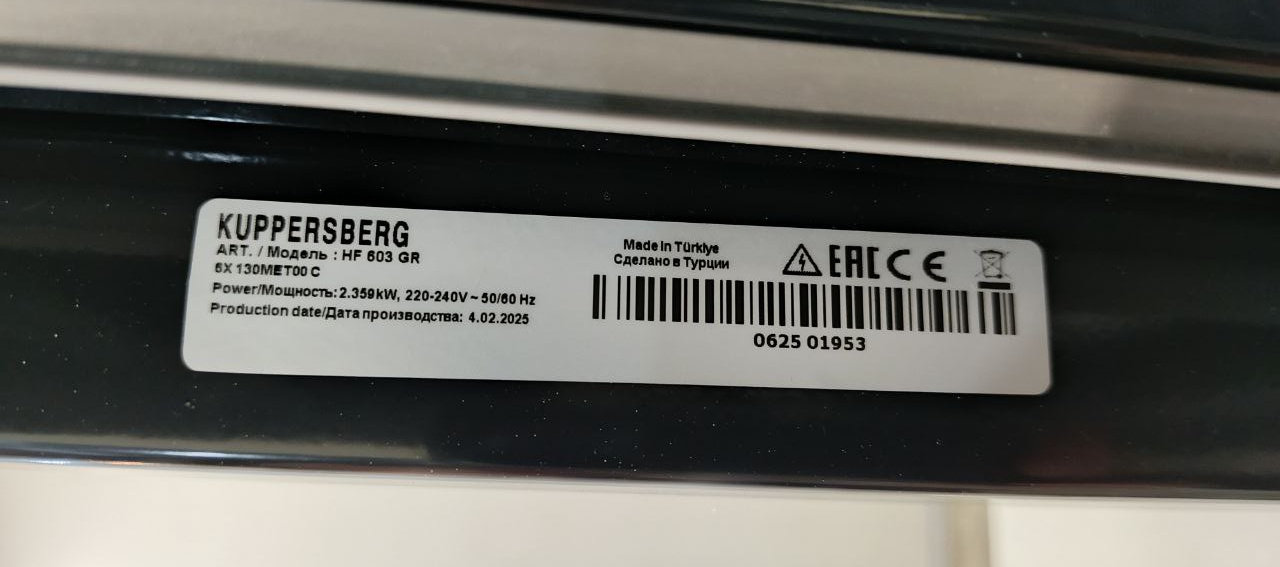 KUPPERSBERG
ART. / Модель : HF 603 GR
6X 130MET00 C
Power/Мощность: 2.359kW, 220-240V ~ 50/60 Hz
Production date/Дата производства: 4.02.2025
Made in Türkiye
Сделано в Турции
EAC CE
0625 01953